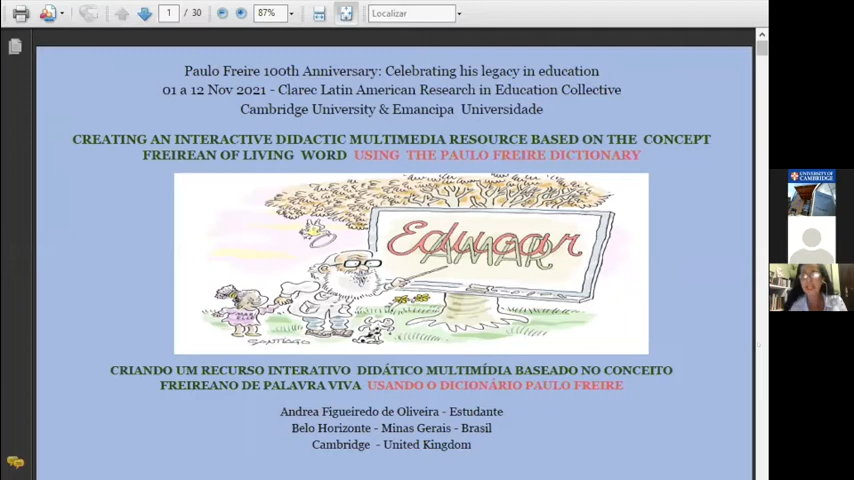 1 / 30
87%
Localizar
Paulo Freire 100th Anniversary: Celebrating his legacy in education
01 a 12 Nov 2021 - Clarec Latin American Research in Education Collective
Cambridge University & Emancipa Universidade
CREATING AN INTERACTIVE DIDACTIC MULTIMEDIA RESOURCE BASED ON THE CONCEPT
FREIREAN OF LIVING WORD USING THE PAULO FREIRE DICTIONARY
Educar
AMAR
SANTIAGO
CRIANDO UM RECURSO INTERATIVO DIDÁTICO MULTIMÍDIA BASEADO NO CONCEITO
FREIREANO DE PALAVRA VIVA USANDO O DICIONÁRIO PAULO FREIRE
Andrea Figueiredo de Oliveira - Estudante
Belo Horizonte - Minas Gerais - Brasil
Cambridge - United Kingdom
UNIVERSITY OF
CAMBRIDGE